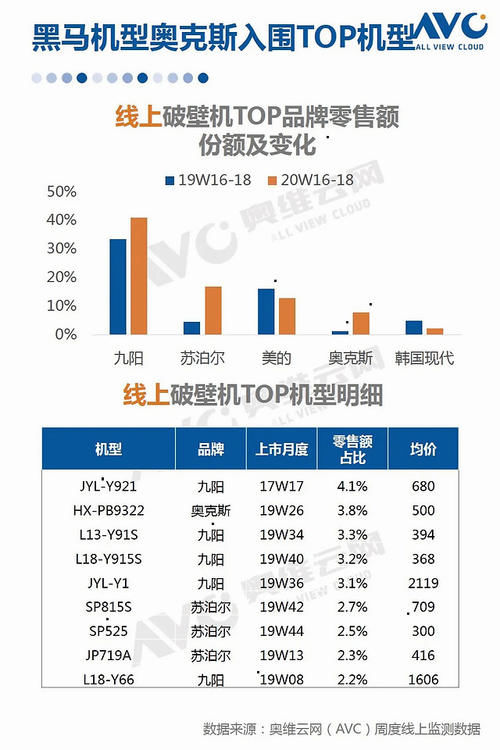 黑马机型奥克斯入围TOP机型
AVC
ALL VIEW CLOUD
线上破壁机TOP品牌零售额
份额及变化
19W16-18 20W16-18
50%
40%
30%
20%
10%
0%
九阳 苏泊尔 美的 奥克斯 韩国现代
AVC 奥维云网
ALL VIEW CLOUD
线上破壁机TOP机型明细
机型 品牌 上市月度 零售额占比 均价
JYL-Y921 九阳 17W17 4.1% 680
HX-PB9322 奥克斯 19W26 3.8% 500
L13-Y91S 九阳 19W34 3.3% 394
L18-Y915S 九阳 19W40 3.2% 368
JYL-Y1 九阳 19W36 3.1% 2119
SP815S 苏泊尔 19W42 2.7% 709
SP525 苏泊尔 19W44 2.5% 300
JP719A 苏泊尔 19W13 2.3% 416
L18-Y66 九阳 19W08 2.2% 1606
数据来源：奥维云网（AVC）周度线上监测数据